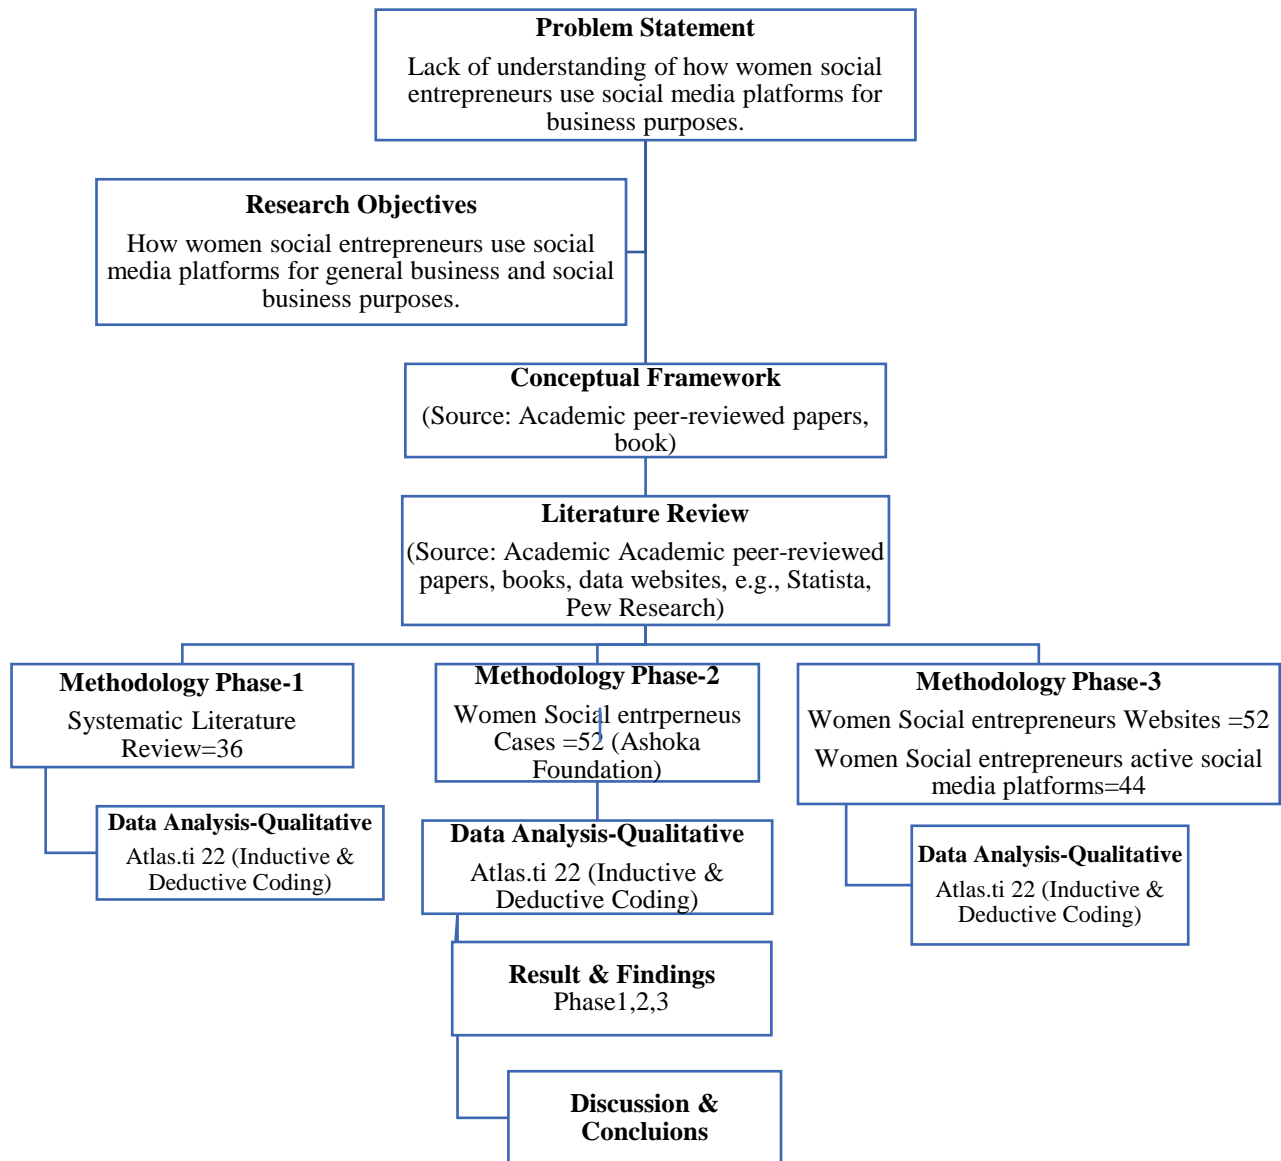 Problem Statement
Lack of understanding of how women social
entrepreneurs use social media platforms for
business purposes.
Research Objectives
How women social entrepreneurs use social
media platforms for general business and social
business purposes.
Conceptual Framework
(Source: Academic peer-reviewed papers,
book)
Literature Review
(Source: Academic Academic peer-reviewed
papers, books, data websites, e.g., Statista,
Pew Research)
Methodology Phase-1
Systematic Literature
Review=36
Data Analysis-Qualitative
Atlas.ti 22 (Inductive &
Deductive Coding)
Methodology Phase-2
Women Social entrperneus
Cases =52 (Ashoka
Foundation)
Data Analysis-Qualitative
Atlas.ti 22 (Inductive &
Deductive Coding)
Methodology Phase-3
Women Social entrepreneurs Websites =52
Women Social entrepreneurs active social
media platforms=44
Data Analysis-Qualitative
Atlas.ti 22 (Inductive &
Deductive Coding)
Result & Findings
Phase1,2,3
Discussion &
Concluions